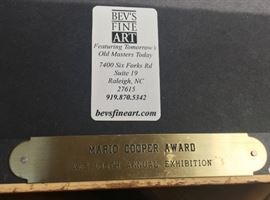 BEV'S
FINE
ART
Featuring Tomorrow's
Old Masters Today
7400 Six Forks Rd
Suite 19
Raleigh, NC
27615
919.870.5342
bevsfineart.com
MARIO COOPER AWARD
ANNUAL EXHIBITION